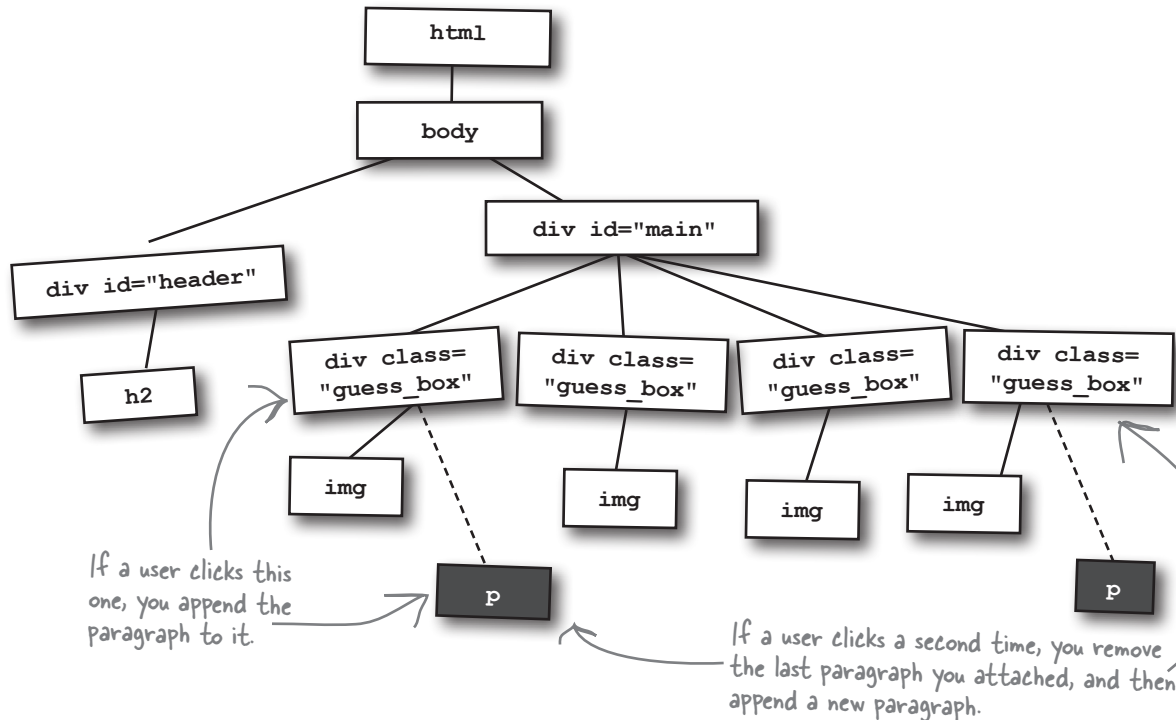 html
body
div id="main"
div id="header"
h2
div class=
"guess_box"
div class=
"guess_box"
div class=
"guess_box"
div class=
"guess_box"
img
img
img
img
p
p
If a user clicks this
one, you append the
paragraph to it.
If a user clicks a second time, you remove
the last paragraph you attached, and then
append a new paragraph.